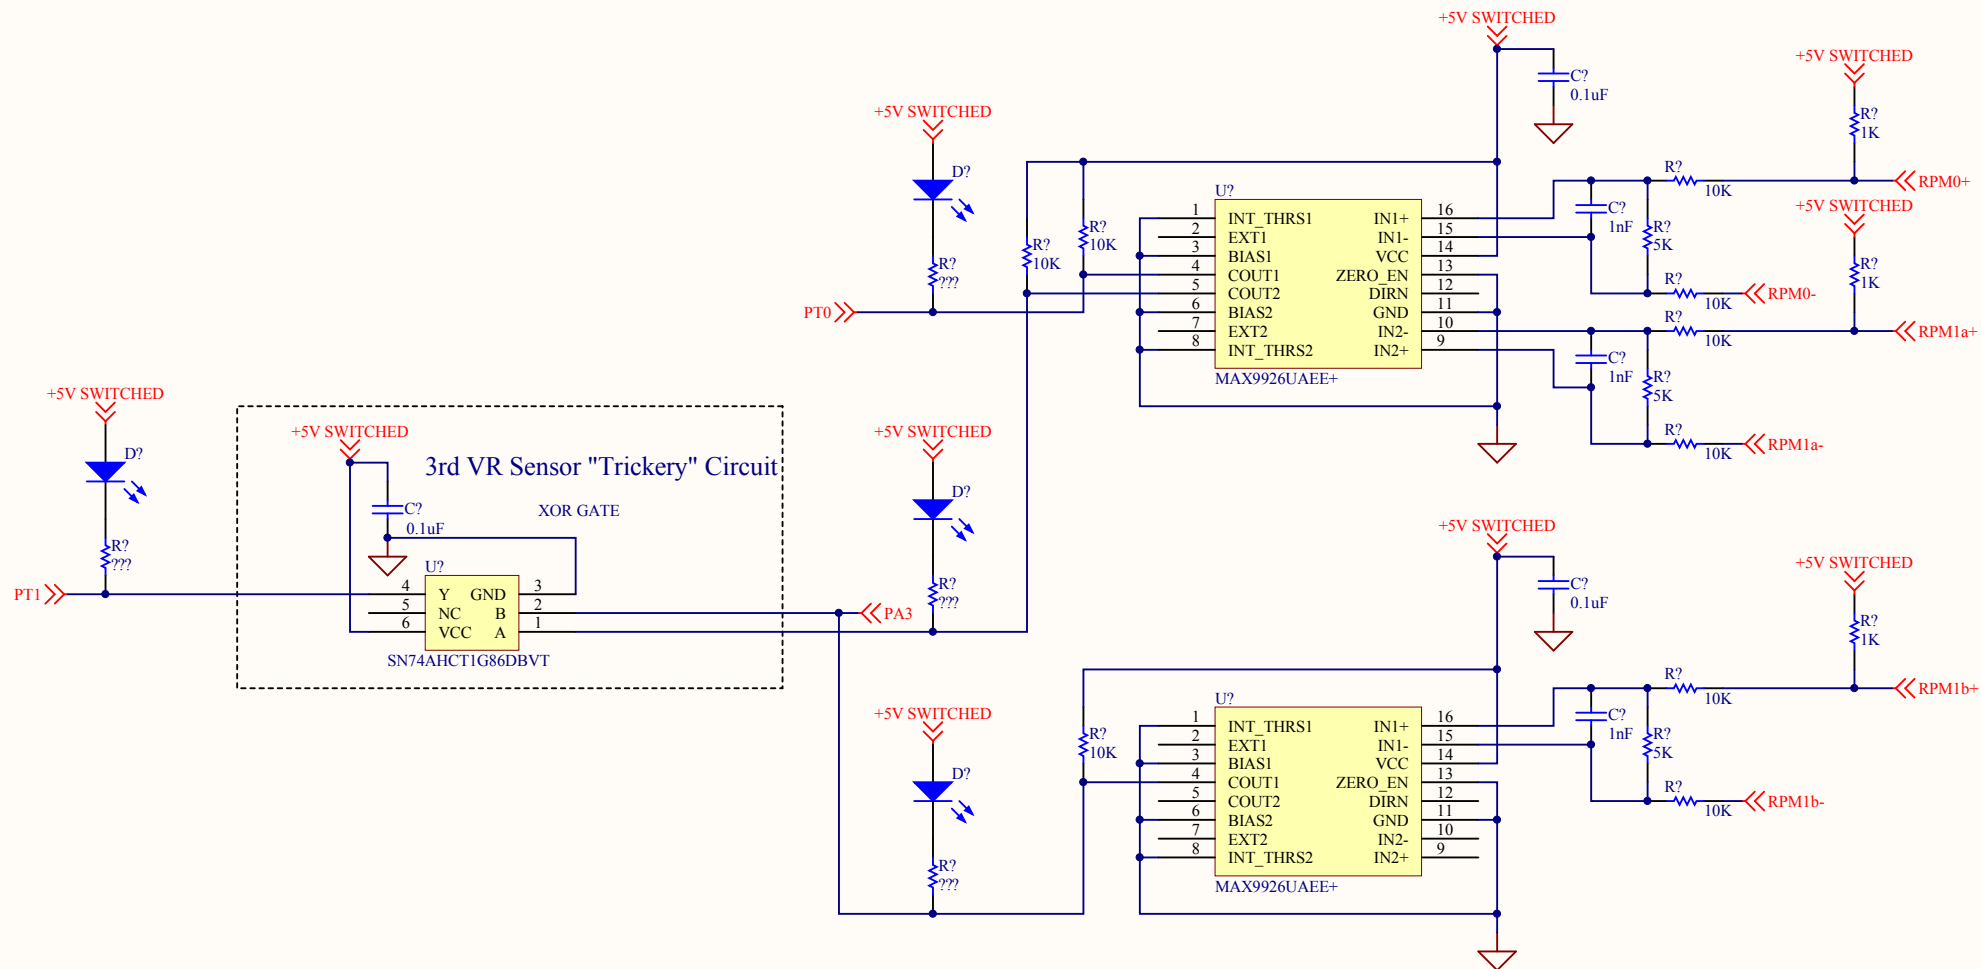 +5V SWITCHED
C?
0.1uF
+5V SWITCHED
R?
1K
+5V SWITCHED
D?
R?
???
PT0
R?
10K
R?
10K
U?
1 INT_THRS1 IN1+ 16
2 EXT1 IN1- 15
3 BIAS1 VCC 14
4 COUT1 ZERO_EN 13
5 COUT2 DIRN 12
6 BIAS2 GND 11
7 EXT2 IN2- 10
8 INT_THRS2 IN2+ 9
MAX9926UAEE+
R?
10K
RPM0+
C?
1nF
R?
5K
+5V SWITCHED
R?
1K
R?
10K
RPM0-
R?
10K
RPM1a+
C?
1nF
R?
5K
R?
10K
RPM1a-
+5V SWITCHED
D?
R?
???
PT1
+5V SWITCHED
3rd VR Sensor "Trickery" Circuit
XOR GATE
C?
0.1uF
U?
4 Y GND 3
5 NC B 2
6 VCC A 1
SN74AHCT1G86DBVT
+5V SWITCHED
D?
R?
???
PA3
+5V SWITCHED
D?
R?
???
+5V SWITCHED
C?
0.1uF
+5V SWITCHED
R?
1K
R?
10K
U?
1 INT_THRS1 IN1+ 16
2 EXT1 IN1- 15
3 BIAS1 VCC 14
4 COUT1 ZERO_EN 13
5 COUT2 DIRN 12
6 BIAS2 GND 11
7 EXT2 IN2- 10
8 INT_THRS2 IN2+ 9
MAX9926UAEE+
R?
10K
RPM1b+
C?
1nF
R?
5K
R?
10K
RPM1b-